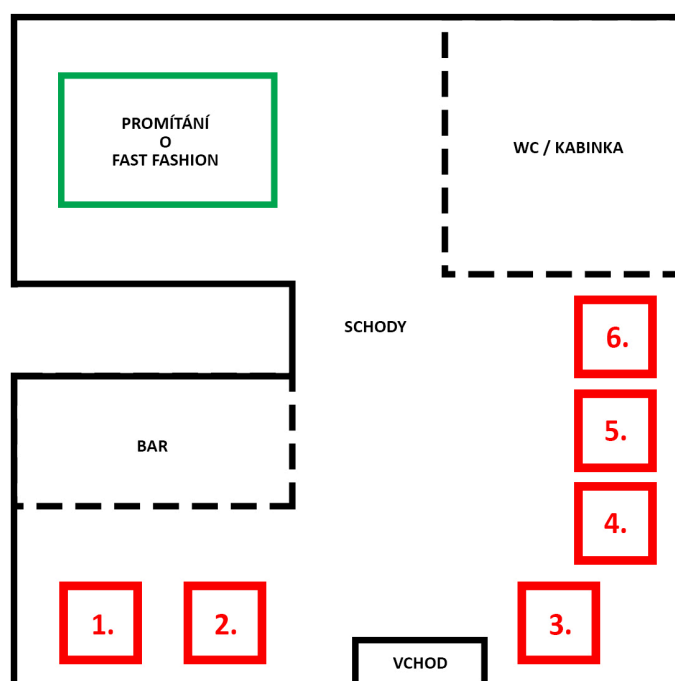 PROMÍTÁNÍ
O
FAST FASHION
WC / KABINKA
SCHODY
6.
5.
BAR
4.
1.
2.
3.
VCHOD